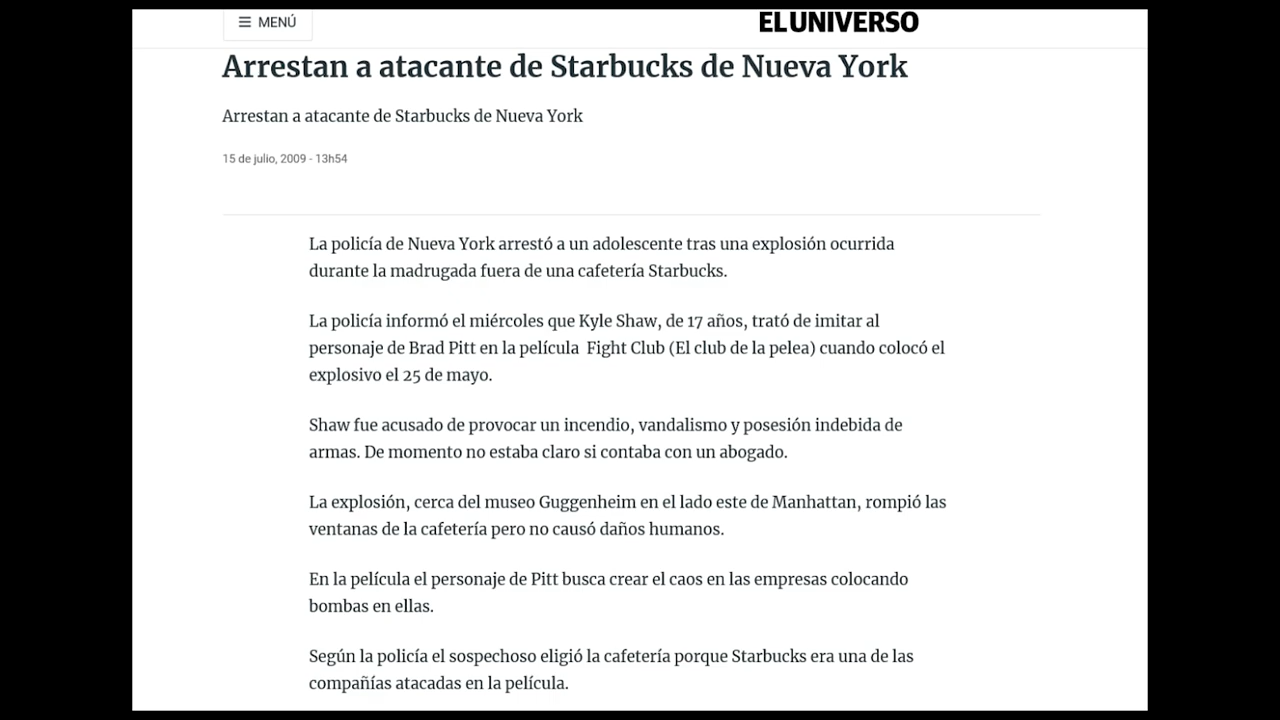 ☰ MENÚ
EL UNIVERSO
Arrestan a atacante de Starbucks de Nueva York
Arrestan a atacante de Starbucks de Nueva York
15 de julio, 2009 - 13h54
La policía de Nueva York arrestó a un adolescente tras una explosión ocurrida
durante la madrugada fuera de una cafetería Starbucks.
La policía informó el miércoles que Kyle Shaw, de 17 años, trató de imitar al
personaje de Brad Pitt en la película Fight Club (El club de la pelea) cuando colocó el
explosivo el 25 de mayo.
Shaw fue acusado de provocar un incendio, vandalismo y posesión indebida de
armas. De momento no estaba claro si contaba con un abogado.
La explosión, cerca del museo Guggenheim en el lado este de Manhattan, rompió las
ventanas de la cafetería pero no causó daños humanos.
En la película el personaje de Pitt busca crear el caos en las empresas colocando
bombas en ellas.
Según la policía el sospechoso eligió la cafetería porque Starbucks era una de las
compañías atacadas en la película.